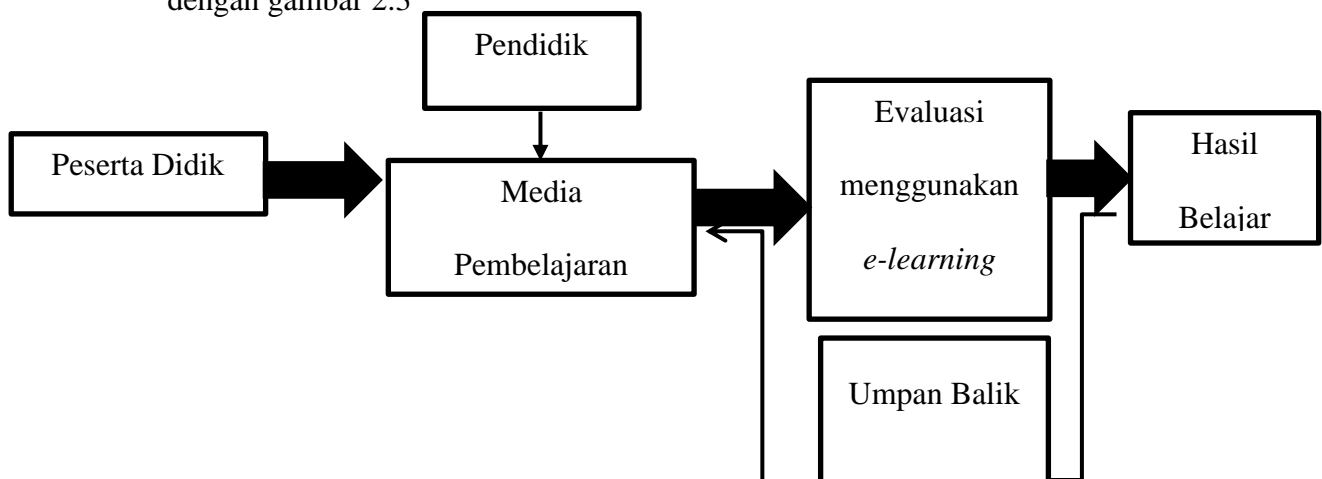 dengan gambar 2.3
Pendidik
Peserta Didik
Media
Pembelajaran
Evaluasi
menggunakan
e-learning
Hasil
Belajar
Umpan Balik